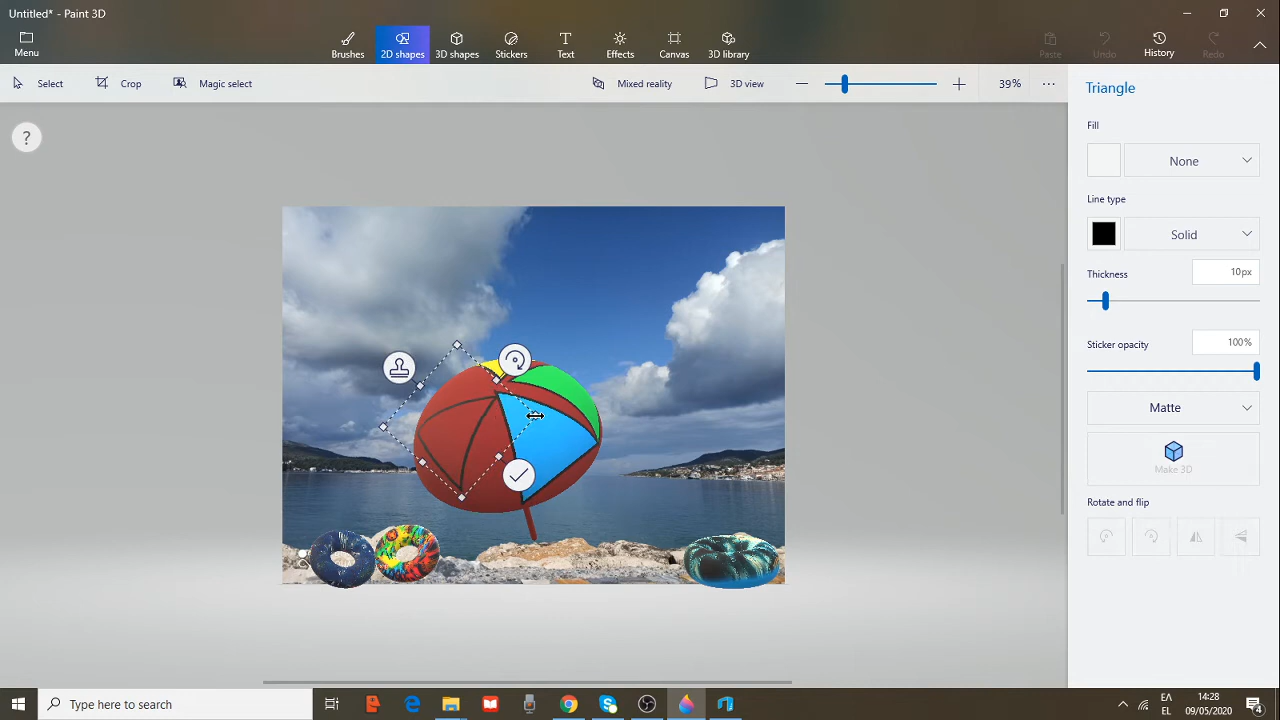 Untitled* - Paint 3D
Menu
Brushes
2D shapes
3D shapes
Stickers
Text
Effects
Canvas
3D library
Paste
Undo
History
Redo
Select
Crop
Magic select
Mixed reality
3D view
39%
Triangle
Fill
None
Line type
Solid
Thickness
10px
Sticker opacity
100%
Matte
Make 3D
Rotate and flip
?
Type here to search
ΕΛ
EL
14:28
09/05/2020
4